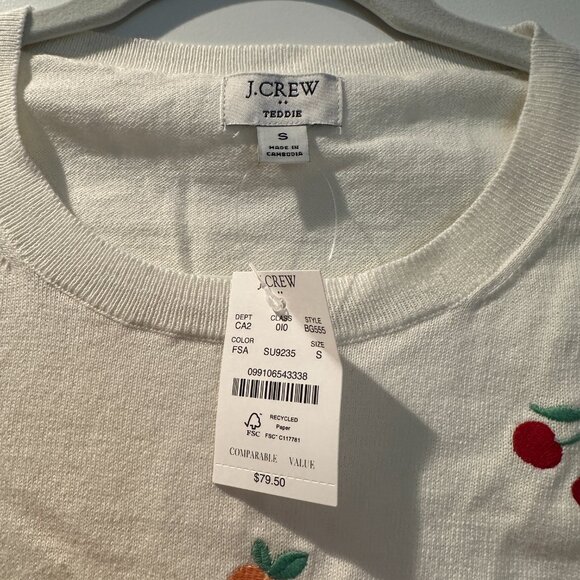 J.CREW
••
TEDDIE
S
MADE IN
CAMBODIA
J.CREW
••
DEPT CLASS STYLE
CA2 010 BG555
COLOR SIZE
FSA SU9235 S
099106543338
FSC
RECYCLED
Paper
FSC® C117781
COMPARABLE VALUE
$79.50